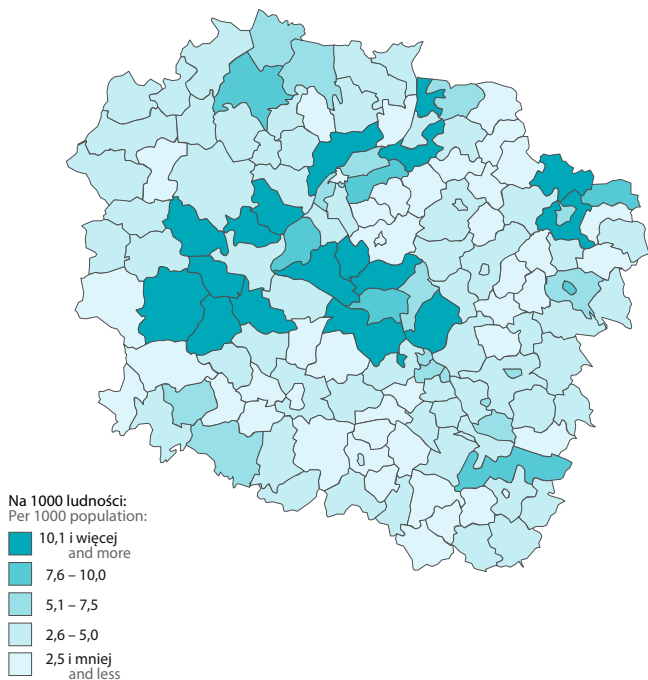 Na 1000 ludności:
Per 1000 population:
10,1 i więcej
and more
7,6 – 10,0
5,1 – 7,5
2,6 – 5,0
2,5 i mniej
and less